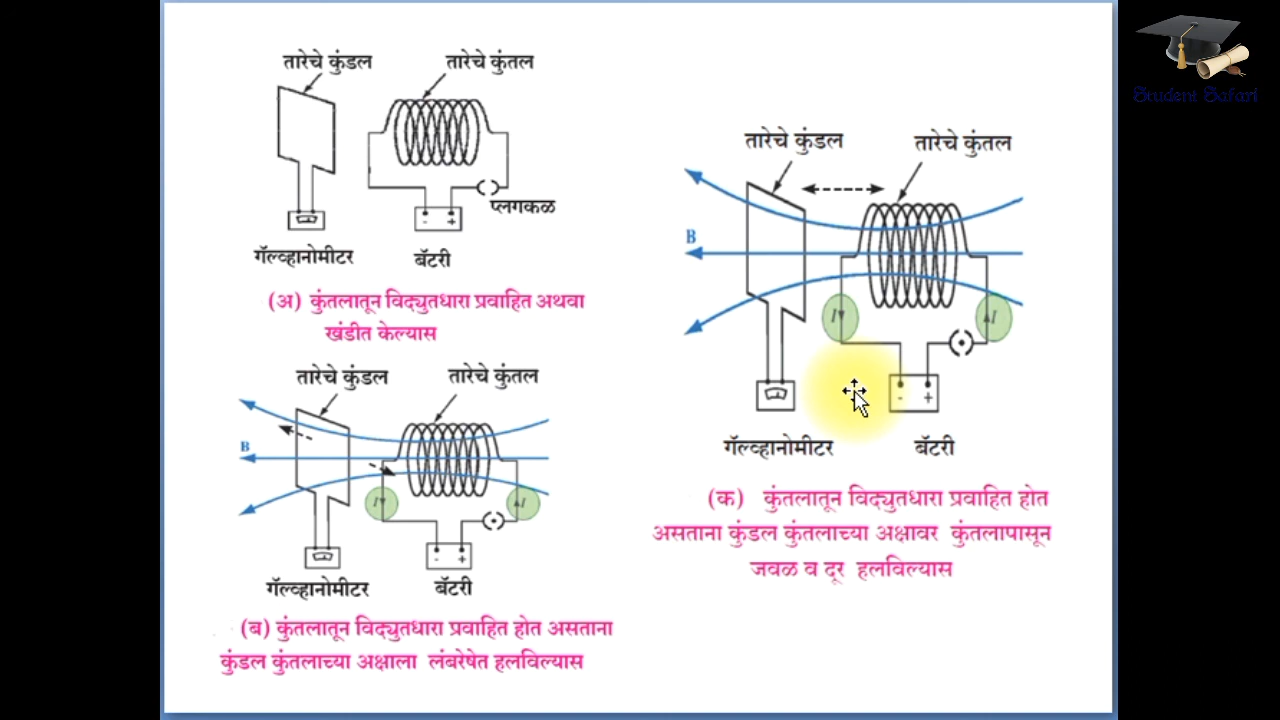 तारेचे कुंडल
तारेचे कुंतल
प्लगकळ
- +
गॅल्व्हानोमीटर
बॅटरी
(अ) कुंतलातून विद्युतधारा प्रवाहित अथवा
खंडीत केल्यास
तारेचे कुंडल
तारेचे कुंतल
B
I
I
- +
गॅल्व्हानोमीटर
बॅटरी
(ब) कुंतलातून विद्युतधारा प्रवाहित होत असताना
कुंडल कुंतलाच्या अक्षाला लंबरेषेत हलविल्यास
तारेचे कुंडल
तारेचे कुंतल
B
I
I
- +
गॅल्व्हानोमीटर
बॅटरी
(क) कुंतलातून विद्युतधारा प्रवाहित होत
असताना कुंडल कुंतलाच्या अक्षावर कुंतलापासून
जवळ व दूर हलविल्यास
Student Safari